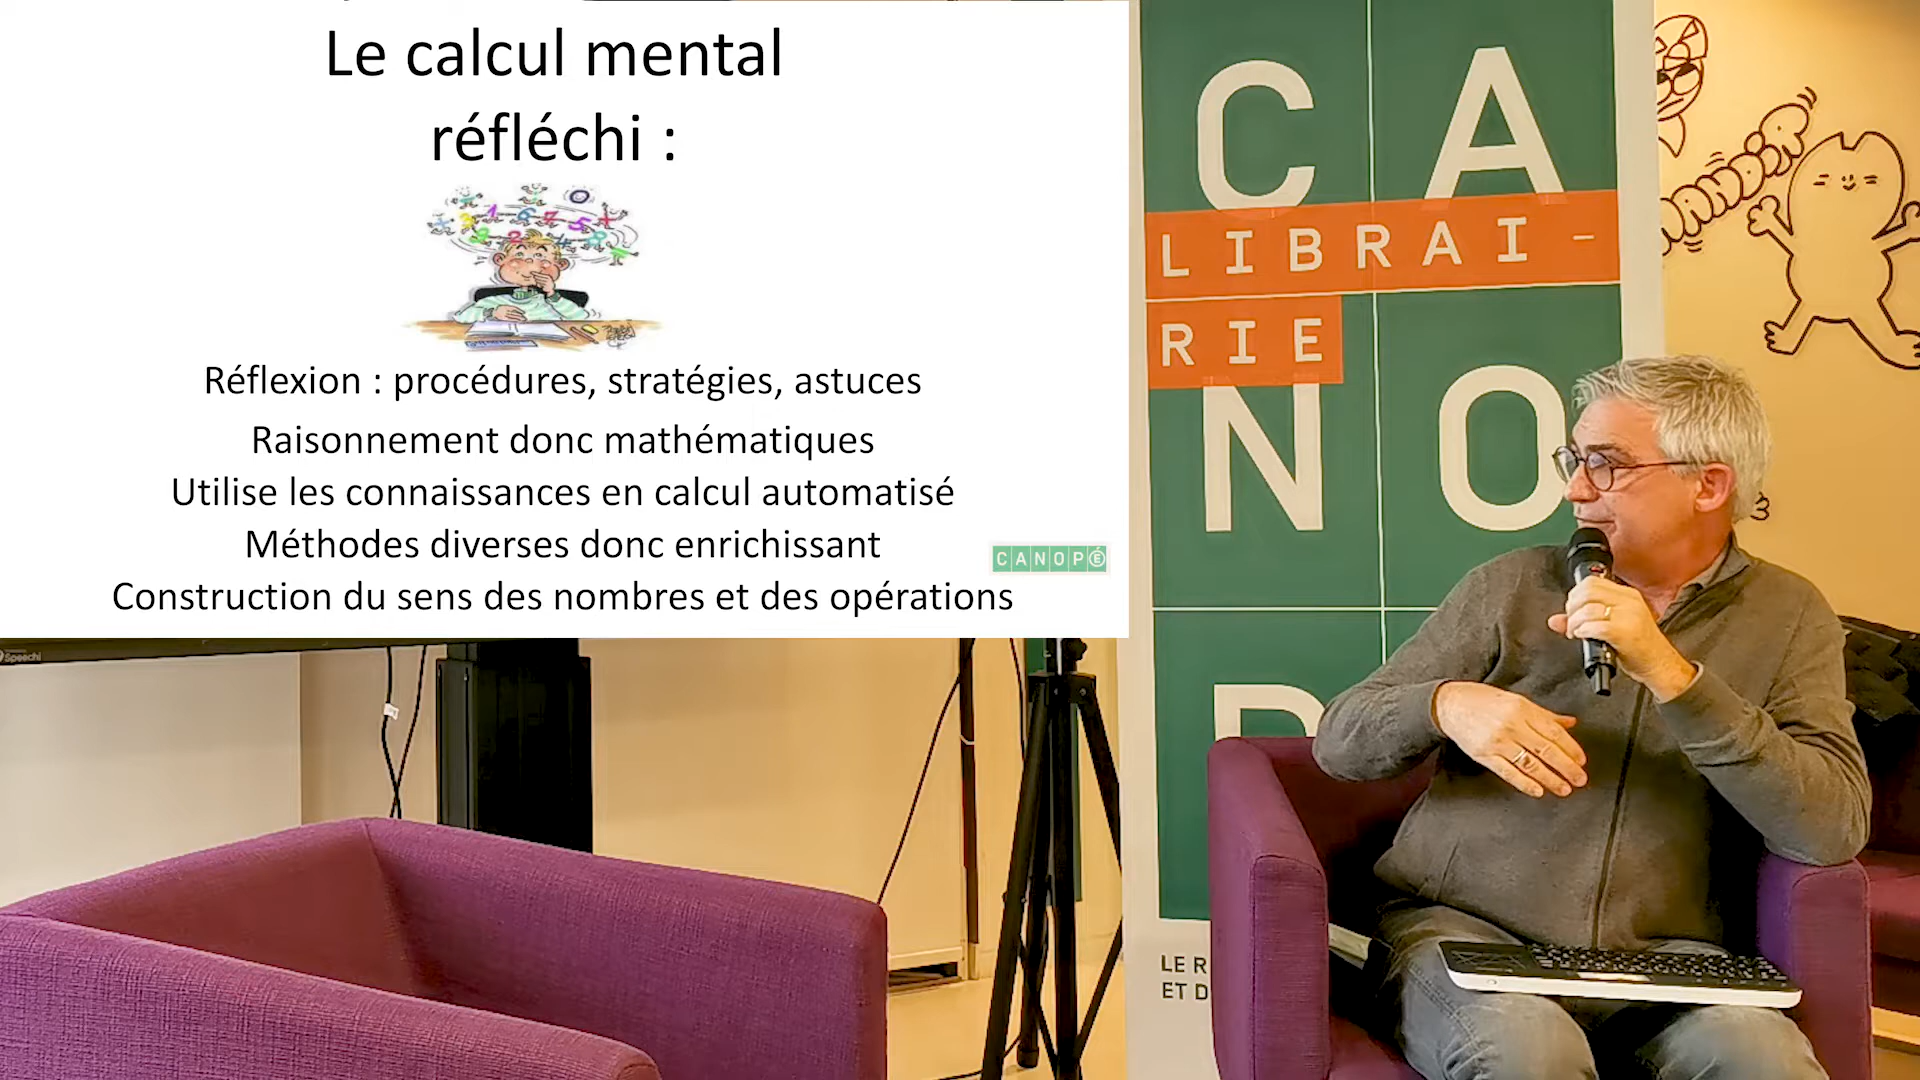 Le calcul mental
réfléchi :
Réflexion : procédures, stratégies, astuces
Raisonnement donc mathématiques
Utilise les connaissances en calcul automatisé
Méthodes diverses donc enrichissant
Construction du sens des nombres et des opérations
CANOPÉ
Speechi
CA
LIBRAI-
RIE
NO
P
LE R
ET D